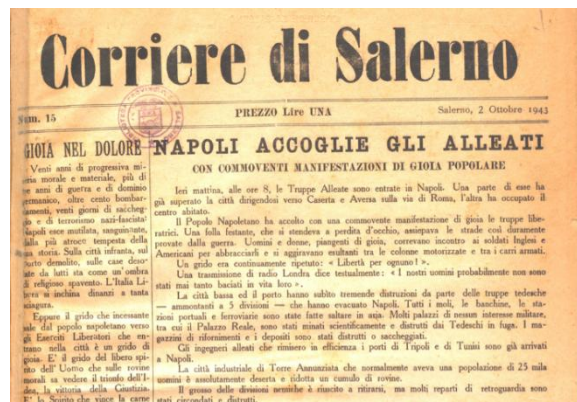 Corriere di Salerno
Num. 15
PREZZO Lire UNA
Salerno, 2 Ottobre 1943
GIOIA NEL DOLORE
Venti anni di progressiva mi-
seria morale e materiale, più di
tre anni di guerra e di dominio
germanico, oltre cento bombar-
damenti, venti giorni di saccheg-
gio e di terrorismo nazi-fascista:
Napoli esce mutilata, sanguinante,
dalla più atroce tempesta della
sua storia. Sulla città infranta, sul
porto demolito, sulle case deso-
late da lutti sta come un'ombra
di religioso spavento. L'Italia Li-
bera si inchina dinanzi a tanta
sciagura.
Eppure il grido che incessante
sale dal popolo napoletano verso
gli Eserciti Liberatori che en-
trano nella città è un grido di
gioia. E' il grido del libero spi-
rito dell' Uomo che sulle rovine
morali sa vedere il trionfo dell'I-
dea, la vittoria della Giustizia.
E' lo Spirito che vince la carne
NAPOLI ACCOGLIE GLI ALLEATI
CON COMMOVENTI MANIFESTAZIONI DI GIOIA POPOLARE
Ieri mattina, alle ore 8, le Truppe Alleate sono entrate in Napoli. Una parte di esse ha
già superato la città dirigendosi verso Caserta e Aversa sulla via di Roma, l'altra ha occupato il
centro abitato.
Il Popolo Napoletano ha accolto con una commovente manifestazione di gioia le truppe libe-
ratrici. Una folla festante, che si stendeva a perdita d'occhio, assiepava le strade così duramente
provate dalla guerra. Uomini e donne, piangenti di gioia, correvano incontro ai soldati Inglesi e
Americani per abbracciarli e si aggiravano esultanti tra le colonne motorizzate e tra i carri armati.
Un grido era continuamente ripetuto: « Libertà per ognuno! ».
Una trasmissione di radio Londra dice testualmente: « I nostri uomini probabilmente non sono
stati mai tanto baciati in vita loro ».
La città bassa ed il porto hanno subìto tremende distruzioni da parte delle truppe tedesche
— ammontanti a 3 divisioni — che hanno evacuato Napoli. Tutti i moli, le banchine, le sta-
zioni portuali e ferroviarie sono state fatte saltare in aria. Molti palazzi di nessun interesse militare,
tra cui il Palazzo Reale, sono stati minati scientificamente e distrutti dai Tedeschi in fuga. I ma-
gazzini di rifornimenti e i depositi sono stati distrutti o saccheggiati.
Gli ingegneri alleati che rimisero in efficienza i porti di Tripoli e di Tunisi sono già arrivati
a Napoli.
La città industriale di Torre Annunziata che normalmente aveva una popolazione di 25 mila
uomini è assolutamente deserta e ridotta un cumulo di rovine.
Il grosso delle divisioni nemiche è riuscito a ritirarsi, ma molti reparti di retroguardia sono
stati circondati e distrutti.